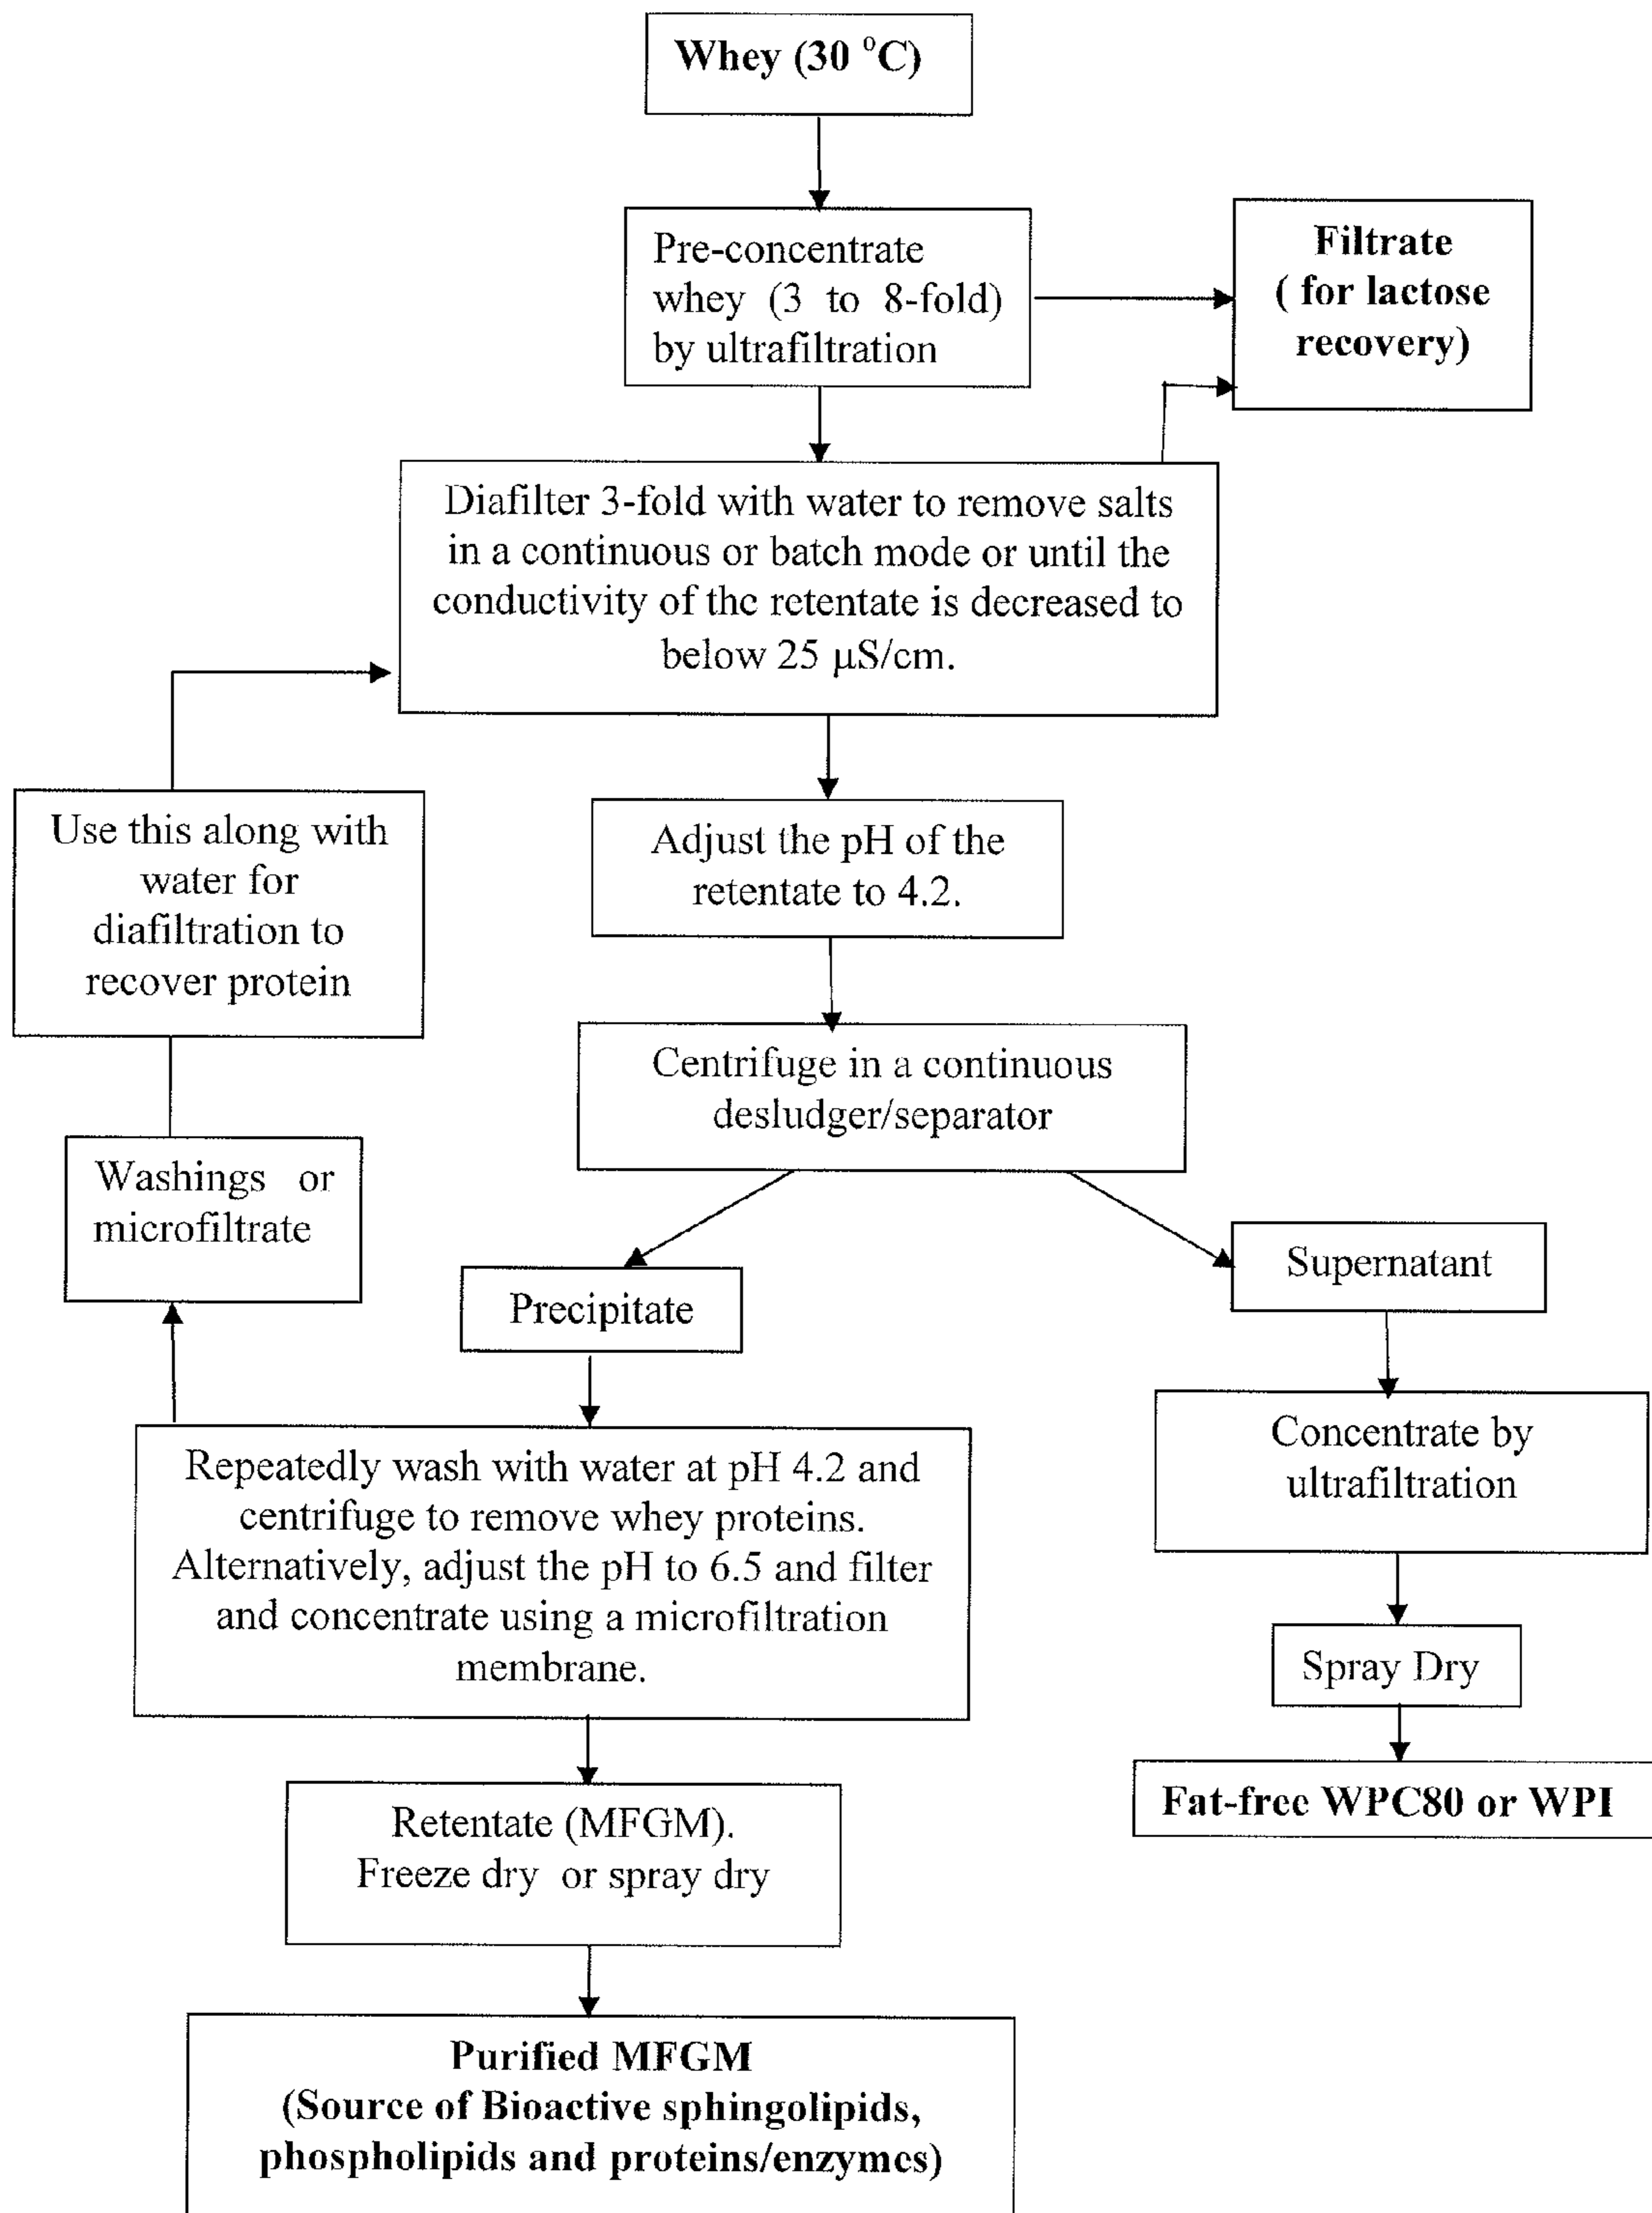 Whey (30 °C)
Pre-concentrate
whey (3 to 8-fold)
by ultrafiltration
Filtrate
( for lactose
recovery)
Diafilter 3-fold with water to remove salts
in a continuous or batch mode or until the
conductivity of the retentate is decreased to
below 25 µS/cm.
Use this along with
water for
diafiltration to
recover protein
Adjust the pH of the
retentate to 4.2.
Centrifuge in a continuous
desludger/separator
Washings or
microfiltrate
Precipitate
Supernatant
Repeatedly wash with water at pH 4.2 and
centrifuge to remove whey proteins.
Alternatively, adjust the pH to 6.5 and filter
and concentrate using a microfiltration
membrane.
Concentrate by
ultrafiltration
Spray Dry
Fat-free WPC80 or WPI
Retentate (MFGM).
Freeze dry or spray dry
Purified MFGM
(Source of Bioactive sphingolipids,
phospholipids and proteins/enzymes)